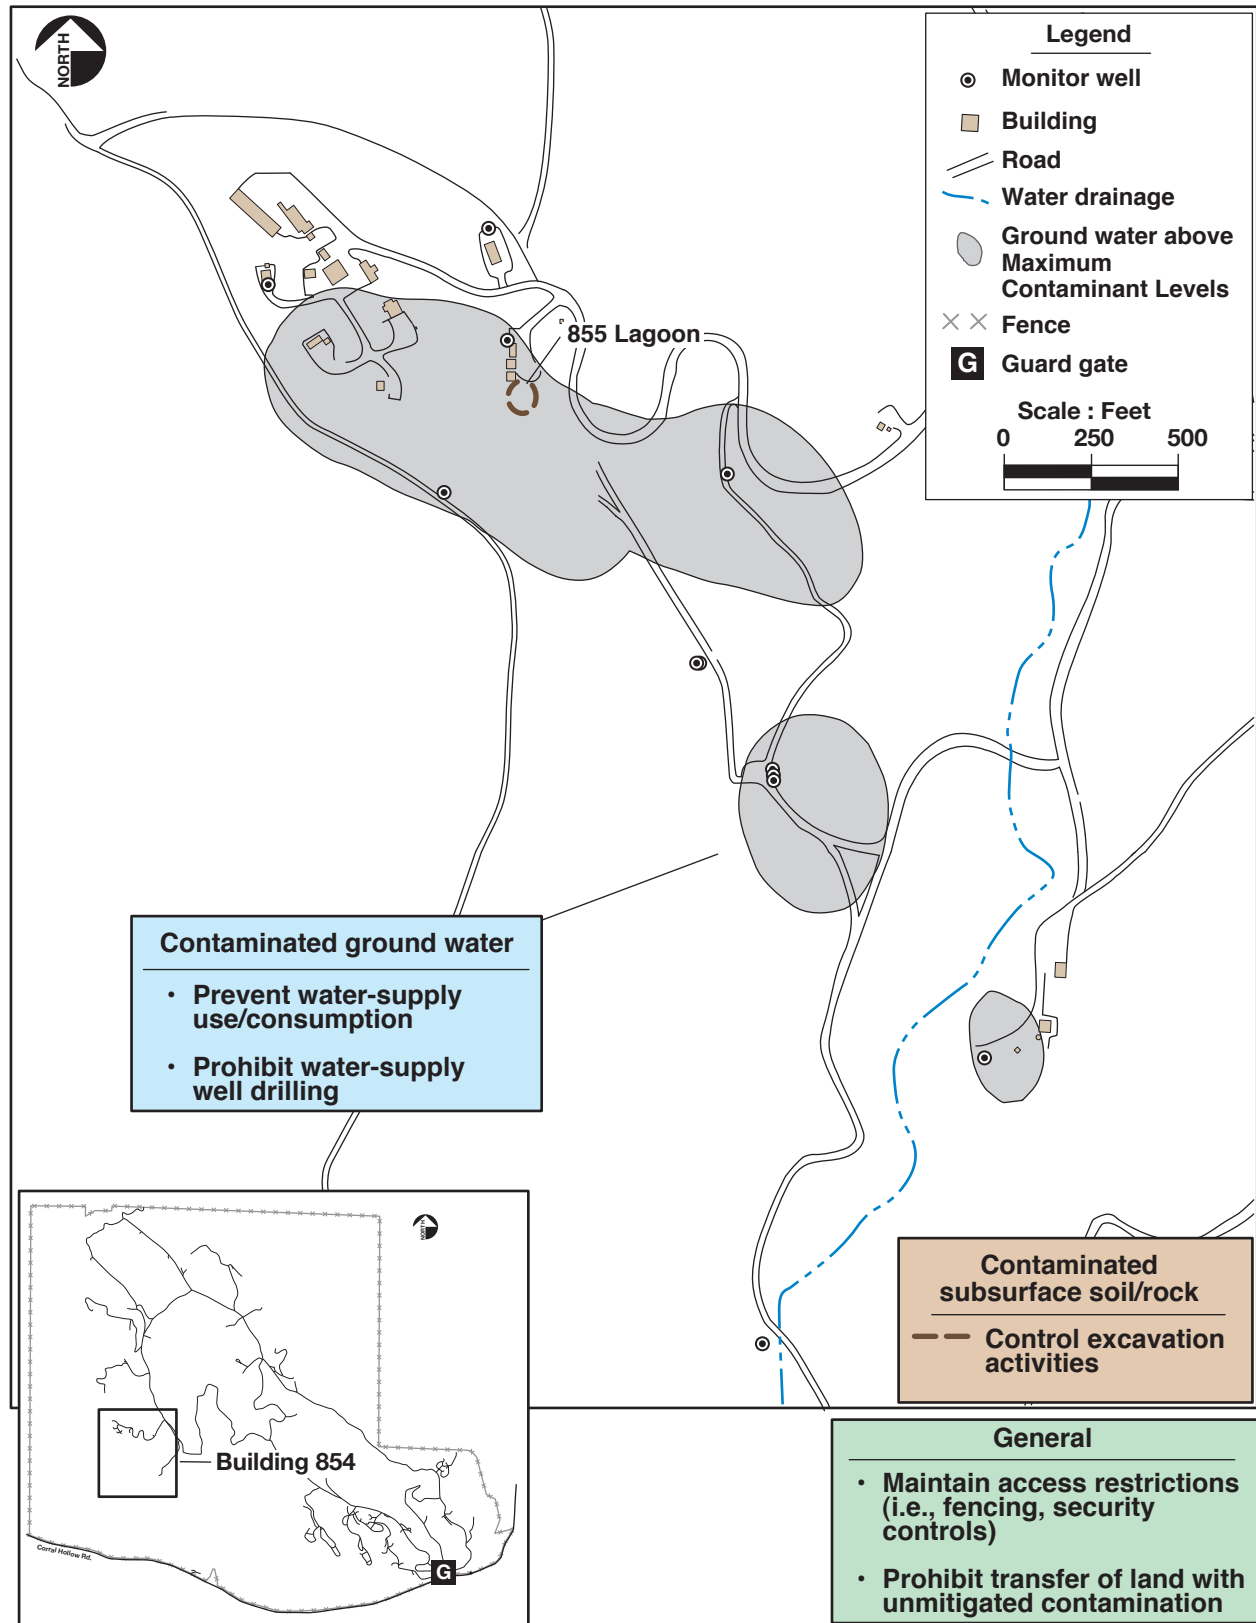 NORTH
Legend
Monitor well
Building
Road
Water drainage
Ground water above
Maximum
Contaminant Levels
Fence
G Guard gate
Scale : Feet
0 250 500
855 Lagoon
Contaminated ground water
• Prevent water-supply
use/consumption
• Prohibit water-supply
well drilling
Contaminated
subsurface soil/rock
Control excavation
activities
NORTH
Building 854
Corral Hollow Rd.
G
General
• Maintain access restrictions
(i.e., fencing, security
controls)
• Prohibit transfer of land with
unmitigated contamination